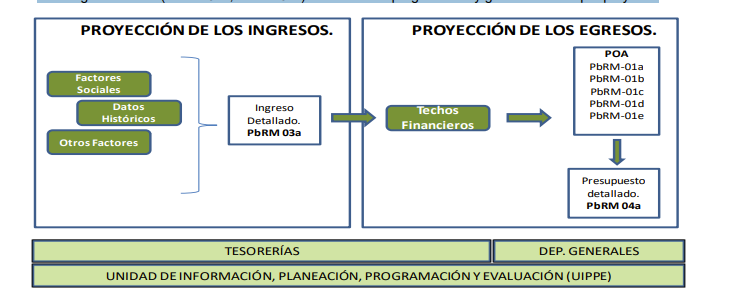 PROYECCIÓN DE LOS INGRESOS.
Factores
Sociales
Datos
Históricos
Otros Factores
Ingreso
Detallado.
PbRM 03a
PROYECCIÓN DE LOS EGRESOS.
Techos
Financieros
POA
PbRM-01a
PbRM-01b
PbRM-01c
PbRM-01d
PbRM-01e
Presupuesto
detallado.
PbRM 04a
TESORERÍAS
DEP. GENERALES
UNIDAD DE INFORMACIÓN, PLANEACIÓN, PROGRAMACIÓN Y EVALUACIÓN (UIPPE)